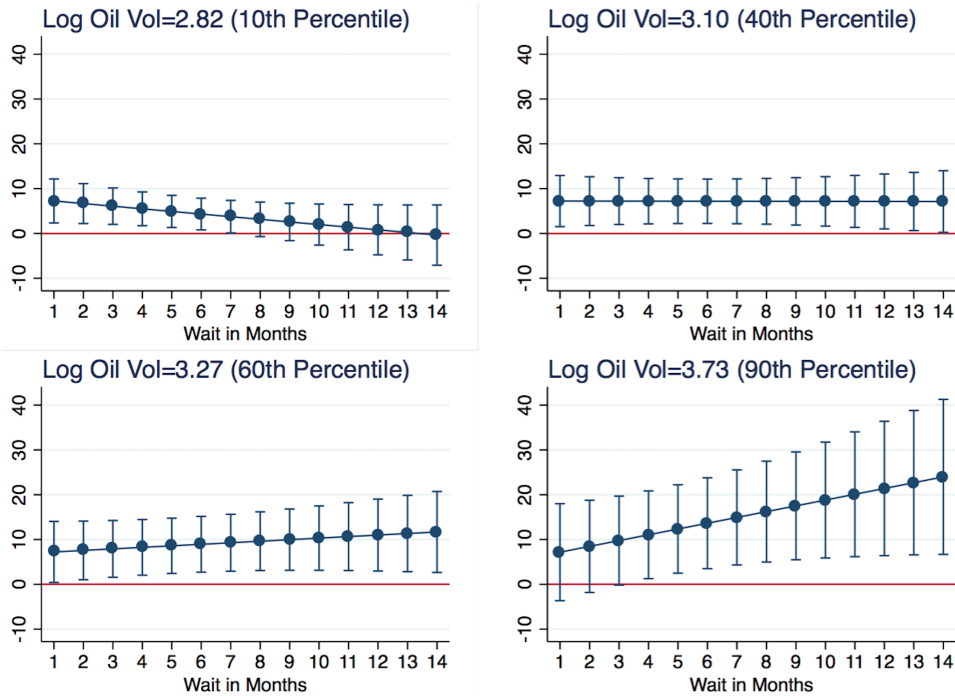 Log Oil Vol=2.82 (10th Percentile)
40
30
20
10
0
-10
1 2 3 4 5 6 7 8 9 10 11 12 13 14
Wait in Months
Log Oil Vol=3.10 (40th Percentile)
40
30
20
10
0
-10
1 2 3 4 5 6 7 8 9 10 11 12 13 14
Wait in Months
Log Oil Vol=3.27 (60th Percentile)
40
30
20
10
0
-10
1 2 3 4 5 6 7 8 9 10 11 12 13 14
Wait in Months
Log Oil Vol=3.73 (90th Percentile)
40
30
20
10
0
-10
1 2 3 4 5 6 7 8 9 10 11 12 13 14
Wait in Months